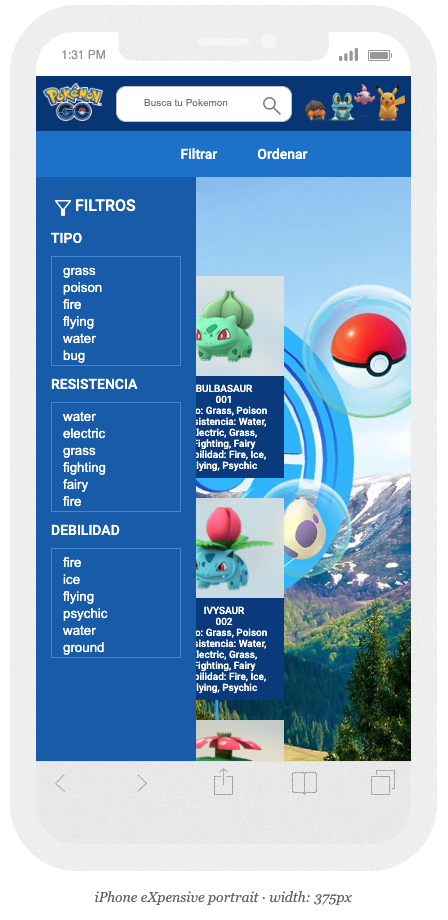 1:31 PM
POKÉMON
GO
Busca tu Pokemon
Filtrar Ordenar
FILTROS
TIPO
grass
poison
fire
flying
water
bug
RESISTENCIA
water
electric
grass
fighting
fairy
fire
DEBILIDAD
fire
ice
flying
psychic
water
ground
BULBASAUR
001
o: Grass, Poison
sistencia: Water,
Electric, Grass,
Fighting, Fairy
bilidad: Fire, Ice,
lying, Psychic
IVYSAUR
002
o: Grass, Poison
sistencia: Water,
lectric, Grass,
Fighting, Fairy
bilidad: Fire, Ice,
lying, Psychic
iPhone eXpensive portrait · width: 375px